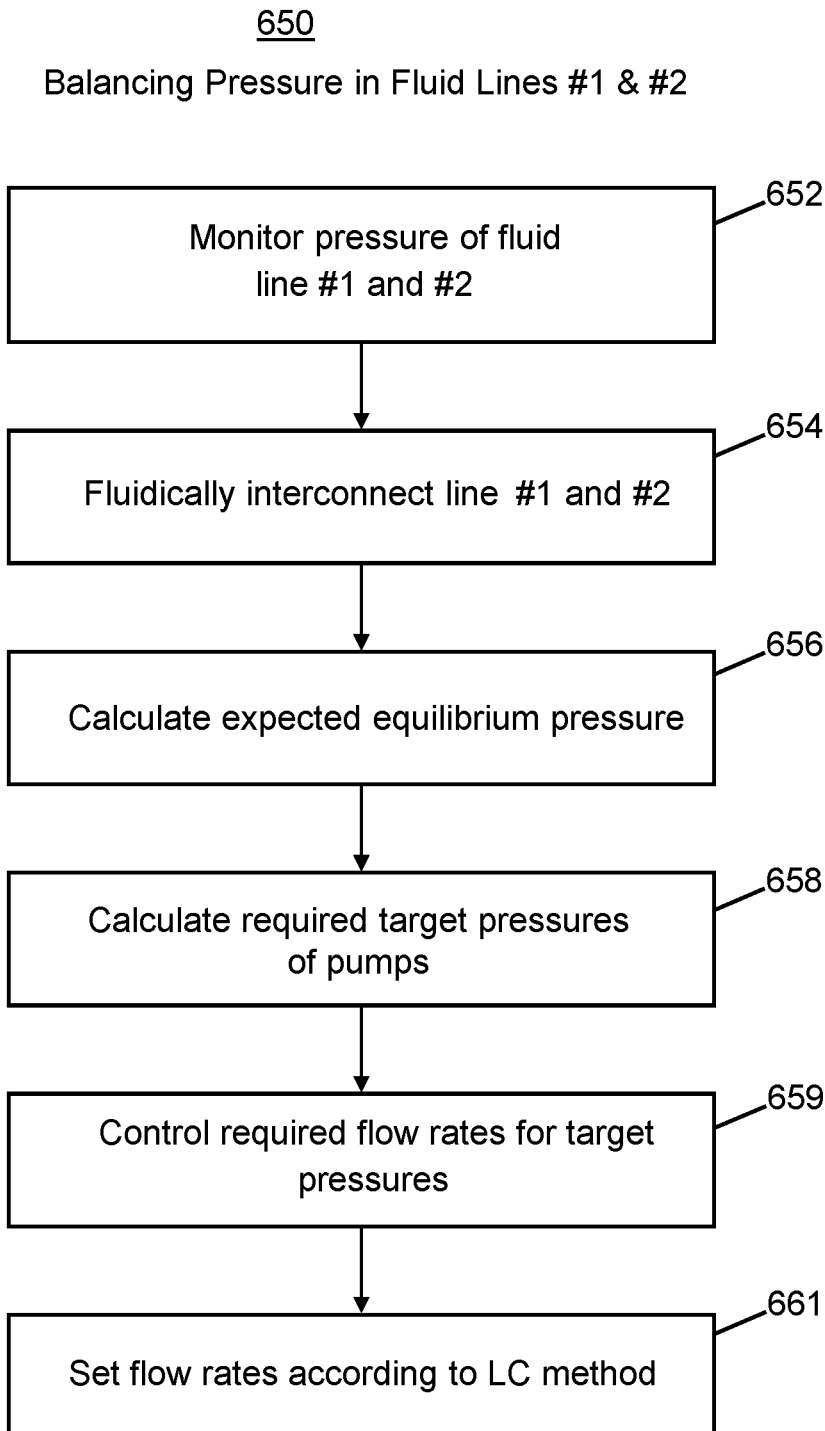 650
Balancing Pressure in Fluid Lines #1 & #2
652
Monitor pressure of fluid
line #1 and #2
654
Fluidically interconnect line #1 and #2
656
Calculate expected equilibrium pressure
658
Calculate required target pressures
of pumps
659
Control required flow rates for target
pressures
661
Set flow rates according to LC method